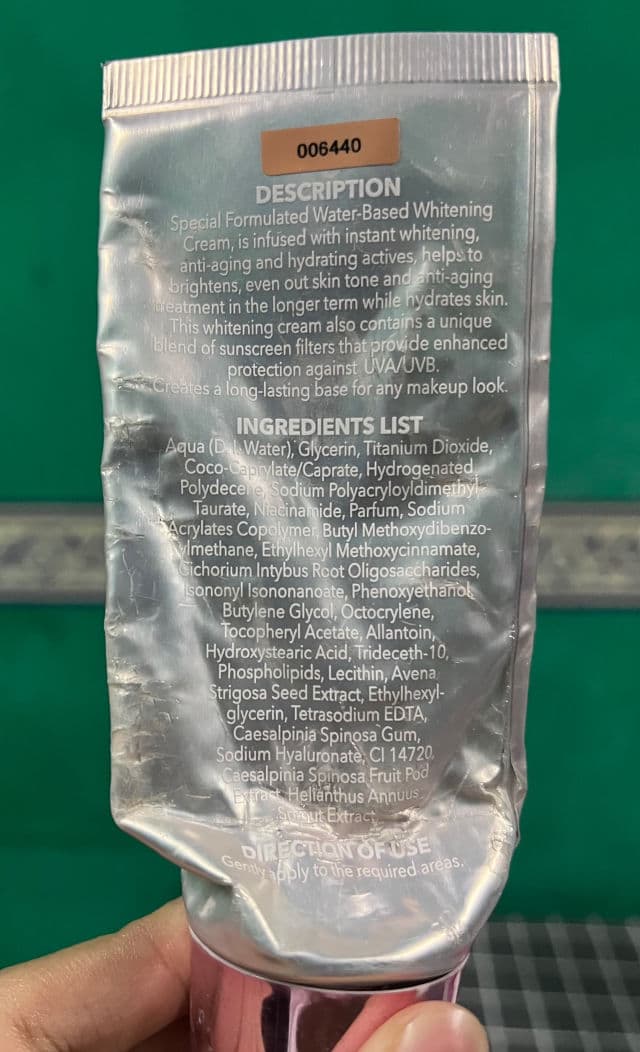 006440
DESCRIPTION
Special Formulated Water-Based Whitening
Cream, is infused with instant whitening,
anti-aging and hydrating actives, helps to
brightens, even out skin tone and anti-aging
treatment in the longer term while hydrates skin.
This whitening cream also contains a unique
blend of sunscreen filters that provide enhanced
protection against UVA/UVB.
Creates a long-lasting base for any makeup look.
INGREDIENTS LIST
Aqua (D.I. Water), Glycerin, Titanium Dioxide,
Coco-Caprylate/Caprate, Hydrogenated
Polydecene, Sodium Polyacryloyldimethyl
Taurate, Niacinamide, Parfum, Sodium
Acrylates Copolymer, Butyl Methoxydibenzo-
ylmethane, Ethylhexyl Methoxycinnamate,
Cichorium Intybus Root Oligosaccharides,
Isononyl Isononanoate, Phenoxyethanol,
Butylene Glycol, Octocrylene,
Tocopheryl Acetate, Allantoin,
Hydroxystearic Acid, Trideceth-10,
Phospholipids, Lecithin, Avena
Strigosa Seed Extract, Ethylhexyl-
glycerin, Tetrasodium EDTA,
Caesalpinia Spinosa Gum,
Sodium Hyaluronate, CI 14720,
Caesalpinia Spinosa Fruit Pod
Extract, Helianthus Annuus
Sprout Extract
DIRECTION OF USE
Gently apply to the required areas.